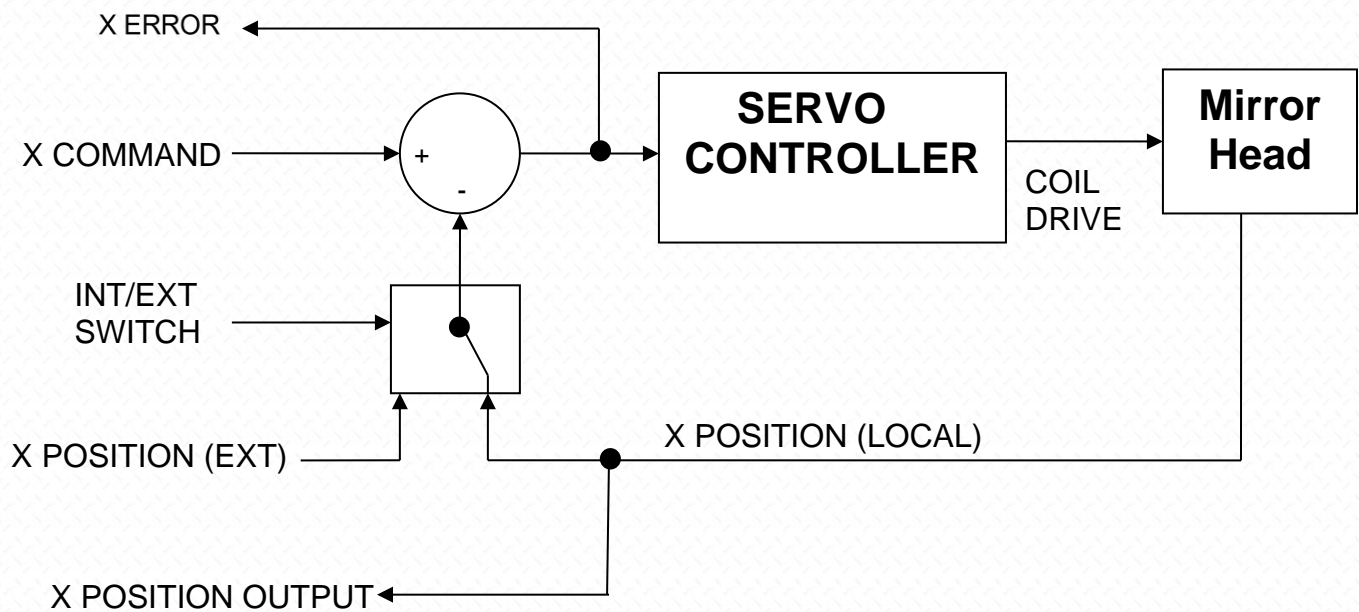 X ERROR
SERVO
CONTROLLER
Mirror
Head
X COMMAND
+
-
COIL
DRIVE
INT/EXT
SWITCH
X POSITION (LOCAL)
X POSITION (EXT)
X POSITION OUTPUT